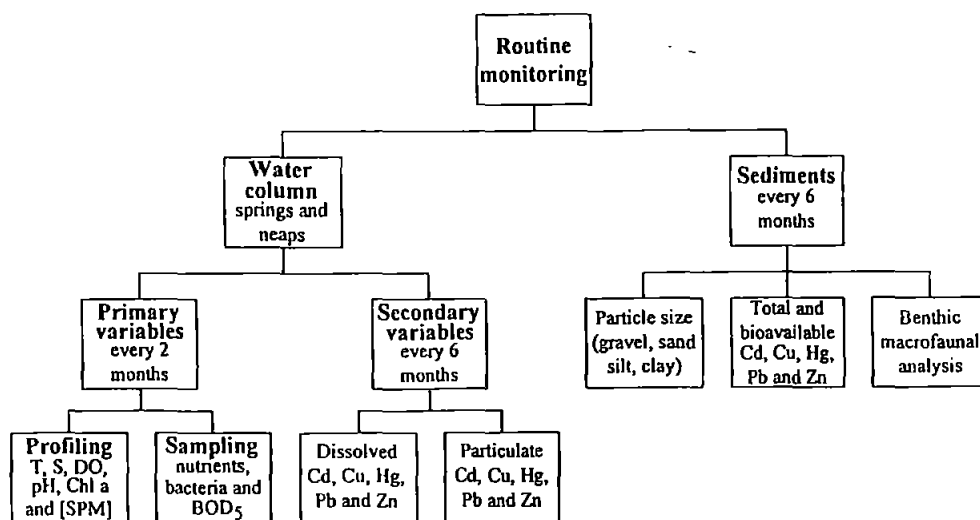 Routine
monitoring
Water
column
springs and
neaps
Sediments
every 6
months
Primary
variables
every 2
months
Secondary
variables
every 6
months
Particle size
(gravel, sand
silt, clay)
Total and
bioavailable
Cd, Cu, Hg,
Pb and Zn
Benthic
macrofaunal
analysis
Profiling
T, S, DO,
pH, Chl a
and [SPM]
Sampling
nutrients,
bacteria and
BOD5
Dissolved
Cd, Cu, Hg,
Pb and Zn
Particulate
Cd, Cu, Hg,
Pb and Zn